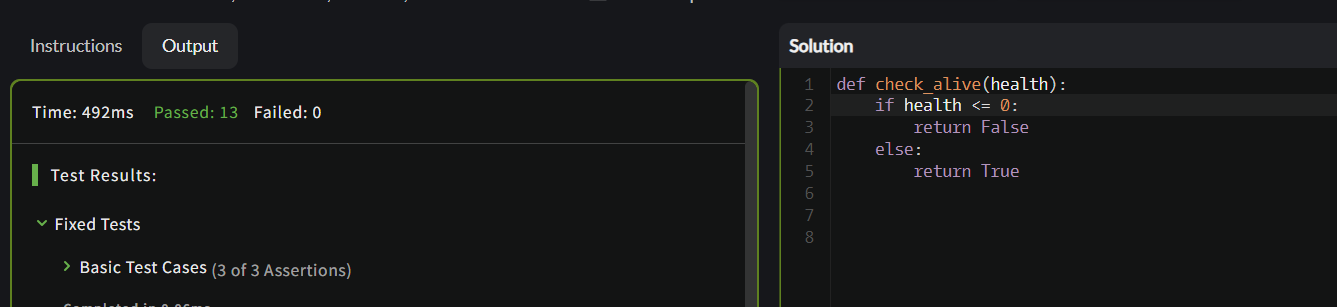 Instructions
Output
Time: 492ms Passed: 13 Failed: 0
Test Results:
Fixed Tests
Basic Test Cases (3 of 3 Assertions)
Solution
1 def check_alive(health):
2     if health <= 0:
3         return False
4     else:
5         return True
6
7
8